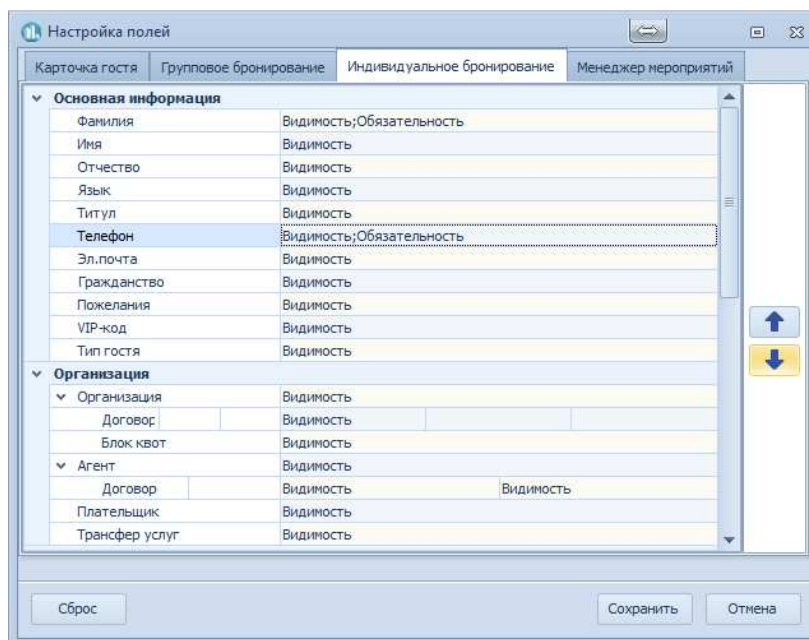 Настройка полей
Карточка гостя Групповое бронирование Индивидуальное бронирование Менеджер мероприятий
Основная информация
Фамилия Видимость;Обязательность
Имя Видимость
Отчество Видимость
Язык Видимость
Титул Видимость
Телефон Видимость;Обязательность
Эл.почта Видимость
Гражданство Видимость
Пожелания Видимость
VIP-код Видимость
Тип гостя Видимость
Организация
Организация Видимость
Договор Видимость
Блок квот Видимость
Агент Видимость
Договор Видимость Видимость
Плательщик Видимость
Трансфер услуг Видимость
Сброс Сохранить Отмена